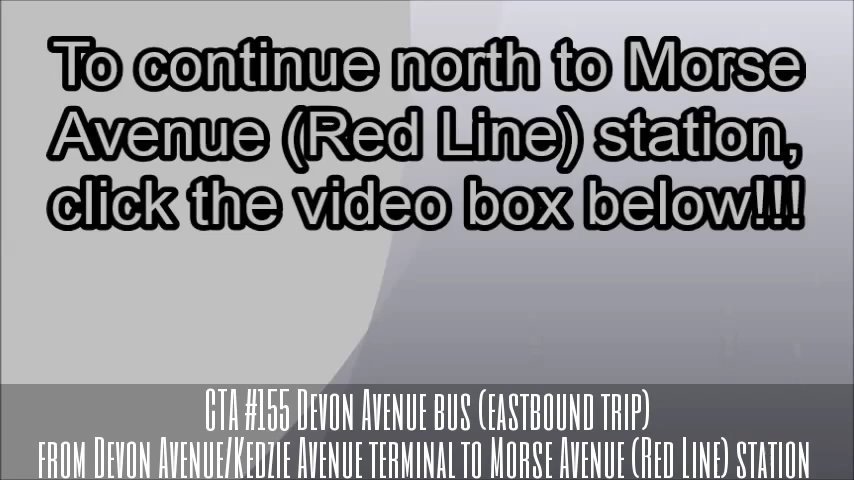 To continue north to Morse
Avenue (Red Line) station,
click the video box below!!!
CTA #155 Devon Avenue bus (eastbound trip)
from Devon Avenue/Kedzie Avenue terminal to Morse Avenue (Red Line) station